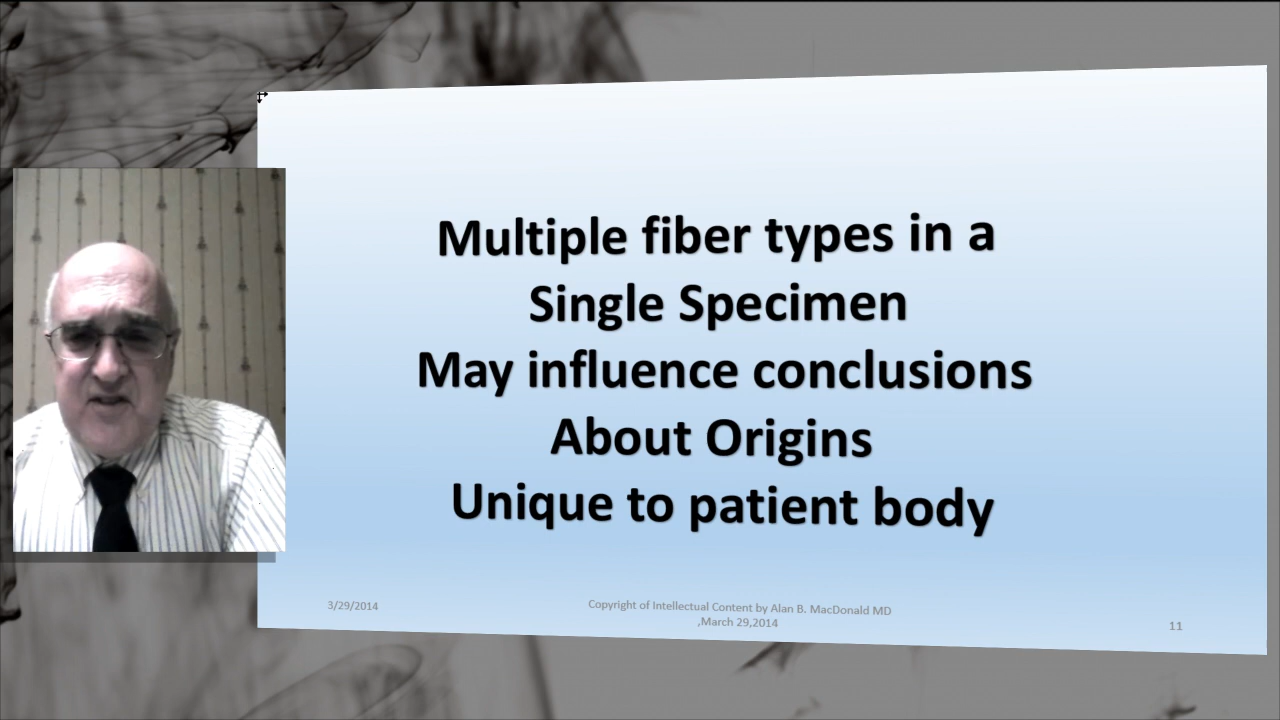 Multiple fiber types in a
Single Specimen
May influence conclusions
About Origins
Unique to patient body
3/29/2014
Copyright of Intellectual Content by Alan B. MacDonald MD
,March 29,2014
11